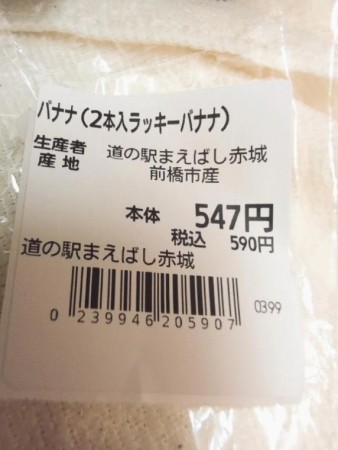 バナナ(2本入ラッキーバナナ)
生産者 道の駅まえばし赤城
産地 前橋市産
本体 547円
税込 590円
道の駅まえばし赤城
0399
0 239946 205907